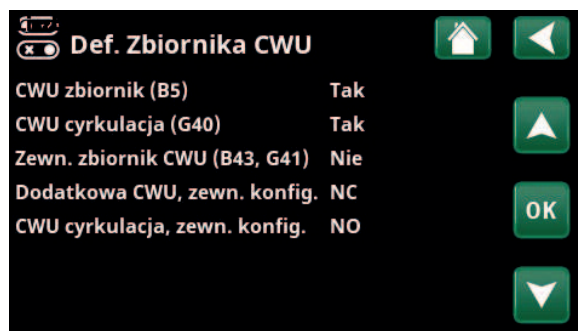 Def. Zbiornika CWU
CWU zbiornik (B5) Tak
CWU cyrkulacja (G40) Tak
Zewn. zbiornik CWU (B43, G41) Nie
Dodatkowa CWU, zewn. konfig. NC
CWU cyrkulacja, zewn. konfig. NO
OK